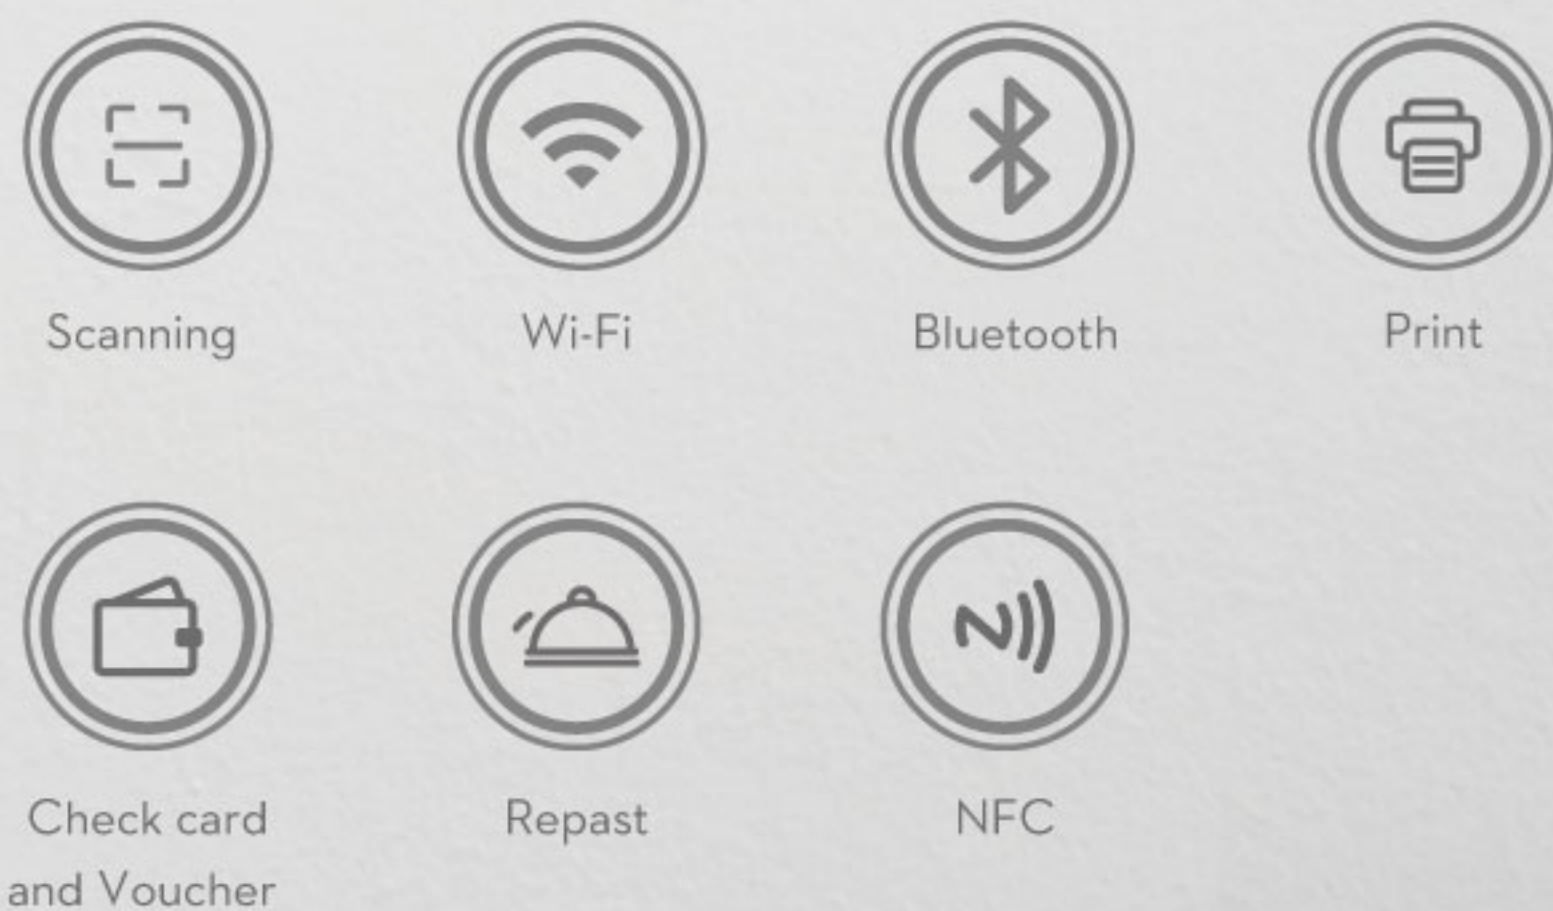 Scanning
Wi-Fi
Bluetooth
Print
Check card
and Voucher
Repast
NFC